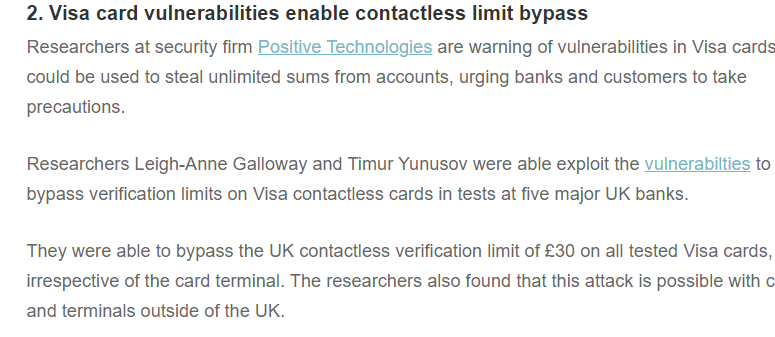 2. Visa card vulnerabilities enable contactless limit bypass
Researchers at security firm Positive Technologies are warning of vulnerabilities in Visa cards
could be used to steal unlimited sums from accounts, urging banks and customers to take
precautions.
Researchers Leigh-Anne Galloway and Timur Yunusov were able exploit the vulnerabilties to
bypass verification limits on Visa contactless cards in tests at five major UK banks.
They were able to bypass the UK contactless verification limit of £30 on all tested Visa cards,
irrespective of the card terminal. The researchers also found that this attack is possible with c
and terminals outside of the UK.